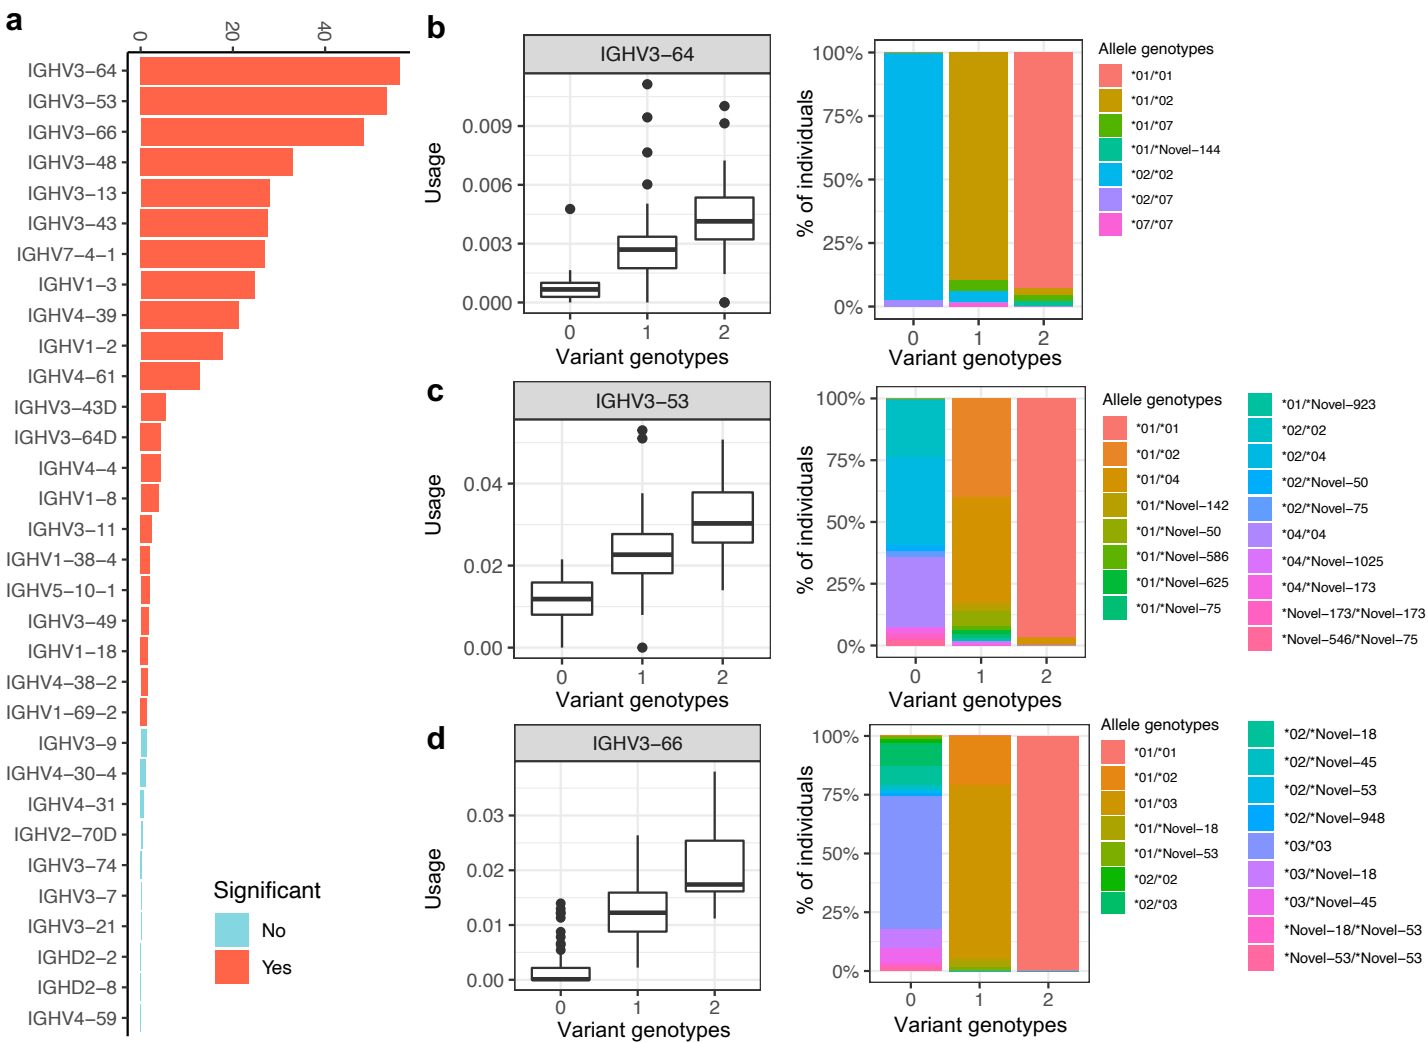 a
0
20
40
IGHV3−64
IGHV3−53
IGHV3−66
IGHV3−48
IGHV3−13
IGHV3−43
IGHV7−4−1
IGHV1−3
IGHV4−39
IGHV1−2
IGHV4−61
IGHV3−43D
IGHV3−64D
IGHV4−4
IGHV1−8
IGHV3−11
IGHV1−38−4
IGHV5−10−1
IGHV3−49
IGHV1−18
IGHV4−38−2
IGHV1−69−2
IGHV3−9
IGHV4−30−4
IGHV4−31
IGHV2−70D
IGHV3−74
IGHV3−7
IGHV3−21
IGHD2−2
IGHD2−8
IGHV4−59
Significant
No
Yes
b
IGHV3−64
Usage
0.009
0.006
0.003
0.000
0 1 2
Variant genotypes
% of individuals
100%
75%
50%
25%
0%
0 1 2
Variant genotypes
Allele genotypes
*01/*01
*01/*02
*01/*07
*01/*Novel−144
*02/*02
*02/*07
*07/*07
c
IGHV3−53
Usage
0.04
0.02
0.00
0 1 2
Variant genotypes
% of individuals
100%
75%
50%
25%
0%
0 1 2
Variant genotypes
Allele genotypes
*01/*01
*01/*02
*01/*04
*01/*Novel−142
*01/*Novel−50
*01/*Novel−586
*01/*Novel−625
*01/*Novel−75
*01/*Novel−923
*02/*02
*02/*04
*02/*Novel−50
*02/*Novel−75
*04/*04
*04/*Novel−1025
*04/*Novel−173
*Novel−173/*Novel−173
*Novel−546/*Novel−75
d
IGHV3−66
Usage
0.03
0.02
0.01
0.00
0 1 2
Variant genotypes
% of individuals
100%
75%
50%
25%
0%
0 1 2
Variant genotypes
Allele genotypes
*01/*01
*01/*02
*01/*03
*01/*Novel−18
*01/*Novel−53
*02/*02
*02/*03
*02/*Novel−18
*02/*Novel−45
*02/*Novel−53
*02/*Novel−948
*03/*03
*03/*Novel−18
*03/*Novel−45
*Novel−18/*Novel−53
*Novel−53/*Novel−53